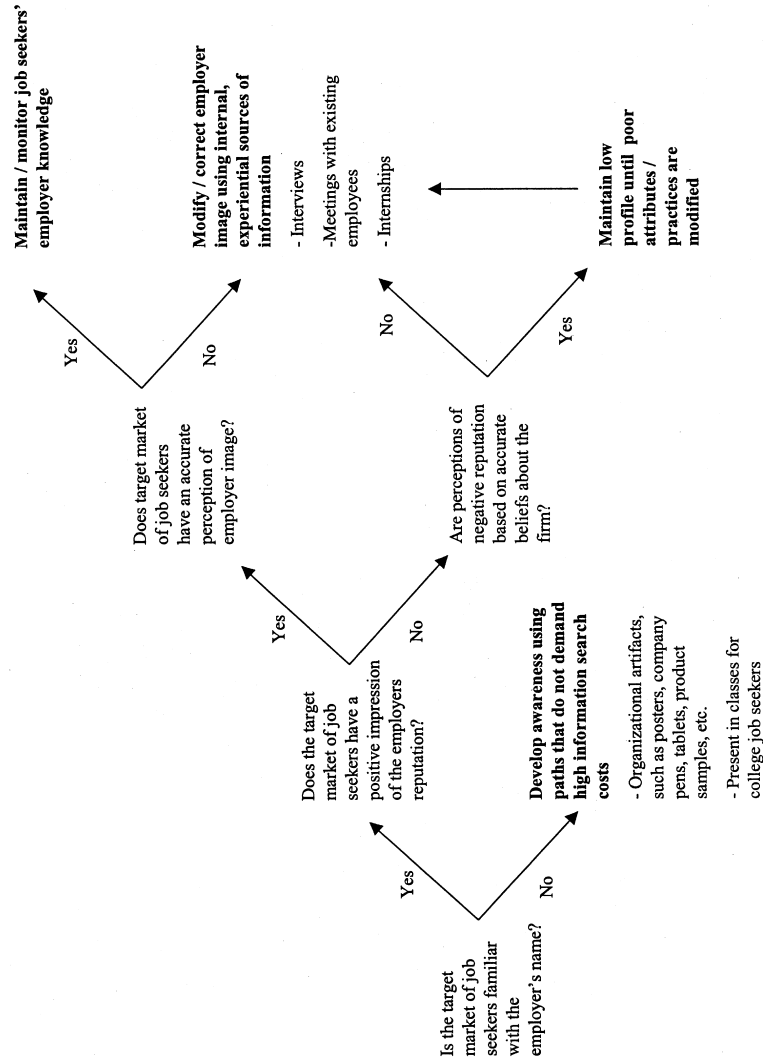 Is the target
market of job
seekers familiar
with the
employer's name?
Yes
No
Does the target
market of job
seekers have a
positive impression
of the employers
reputation?
Develop awareness using
paths that do not demand
high information search
costs
- Organizational artifacts,
such as posters, company
pens, tablets, product
samples, etc.
- Present in classes for
college job seekers
Yes
No
Does target market
of job seekers
have an accurate
perception of
employer image?
Are perceptions of
negative reputation
based on accurate
beliefs about the
firm?
Yes
No
No
Yes
Maintain / monitor job seekers'
employer knowledge
Modify / correct employer
image using internal,
experiential sources of
information
- Interviews
-Meetings with existing
employees
- Internships
Maintain low
profile until poor
attributes /
practices are
modified